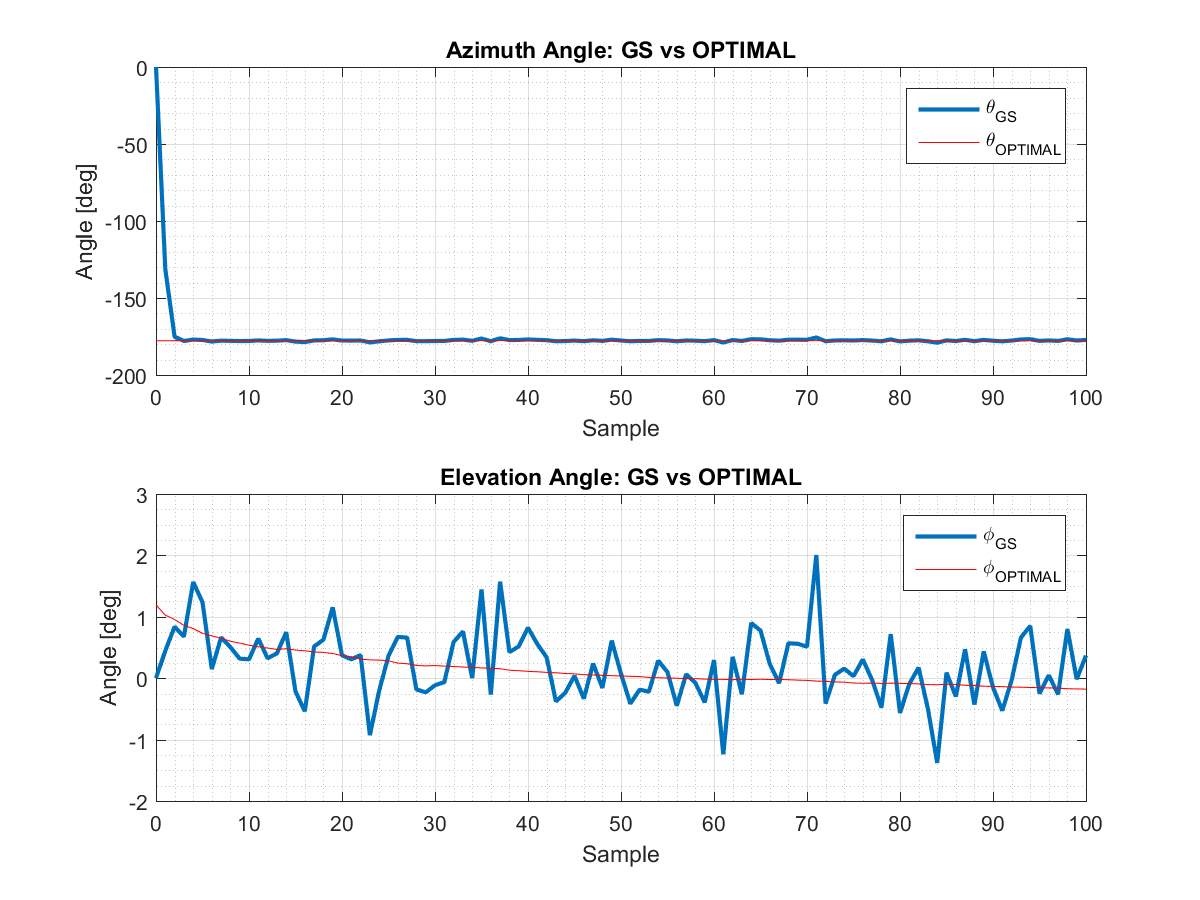 Azimuth Angle: GS vs OPTIMAL
0
-50
-100
-150
-200
Angle [deg]
θGS
θOPTIMAL
0 10 20 30 40 50 60 70 80 90 100
Sample
Elevation Angle: GS vs OPTIMAL
3
2
1
0
-1
-2
Angle [deg]
ϕGS
ϕOPTIMAL
0 10 20 30 40 50 60 70 80 90 100
Sample